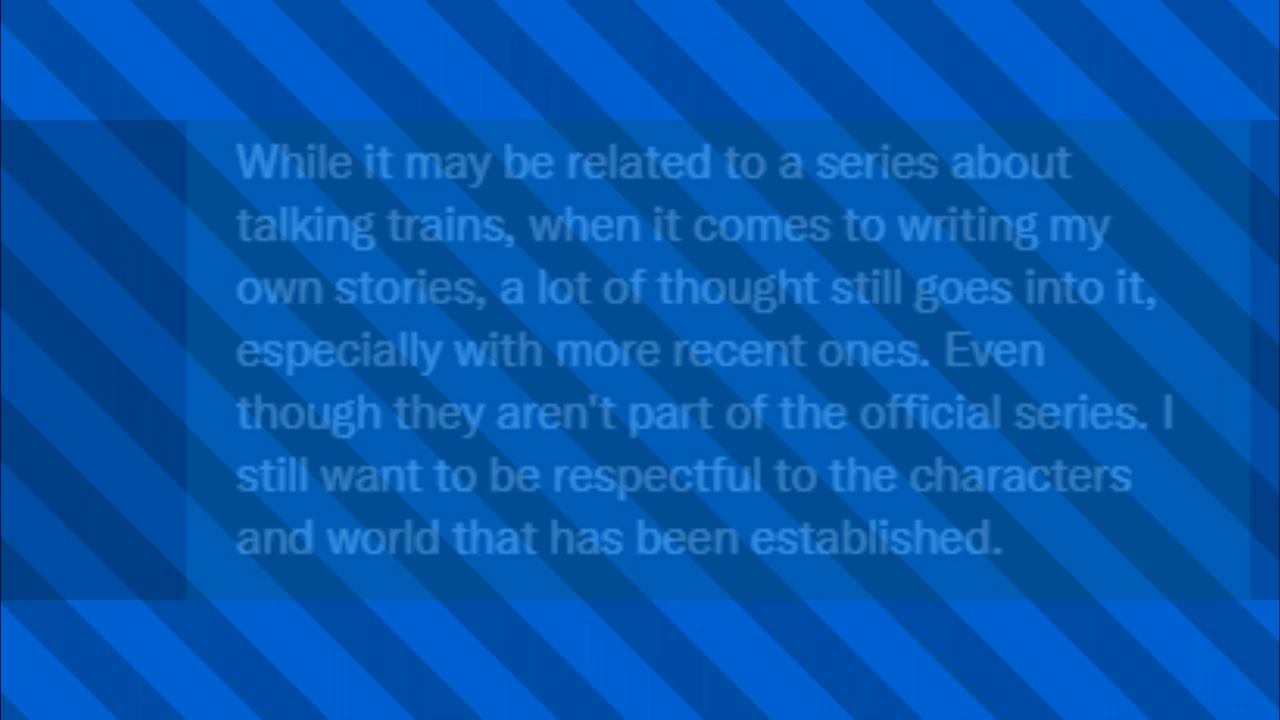 While it may be related to a series about
talking trains, when it comes to writing my
own stories, a lot of thought still goes into it,
especially with more recent ones. Even
though they aren't part of the official series. I
still want to be respectful to the characters
and world that has been established.